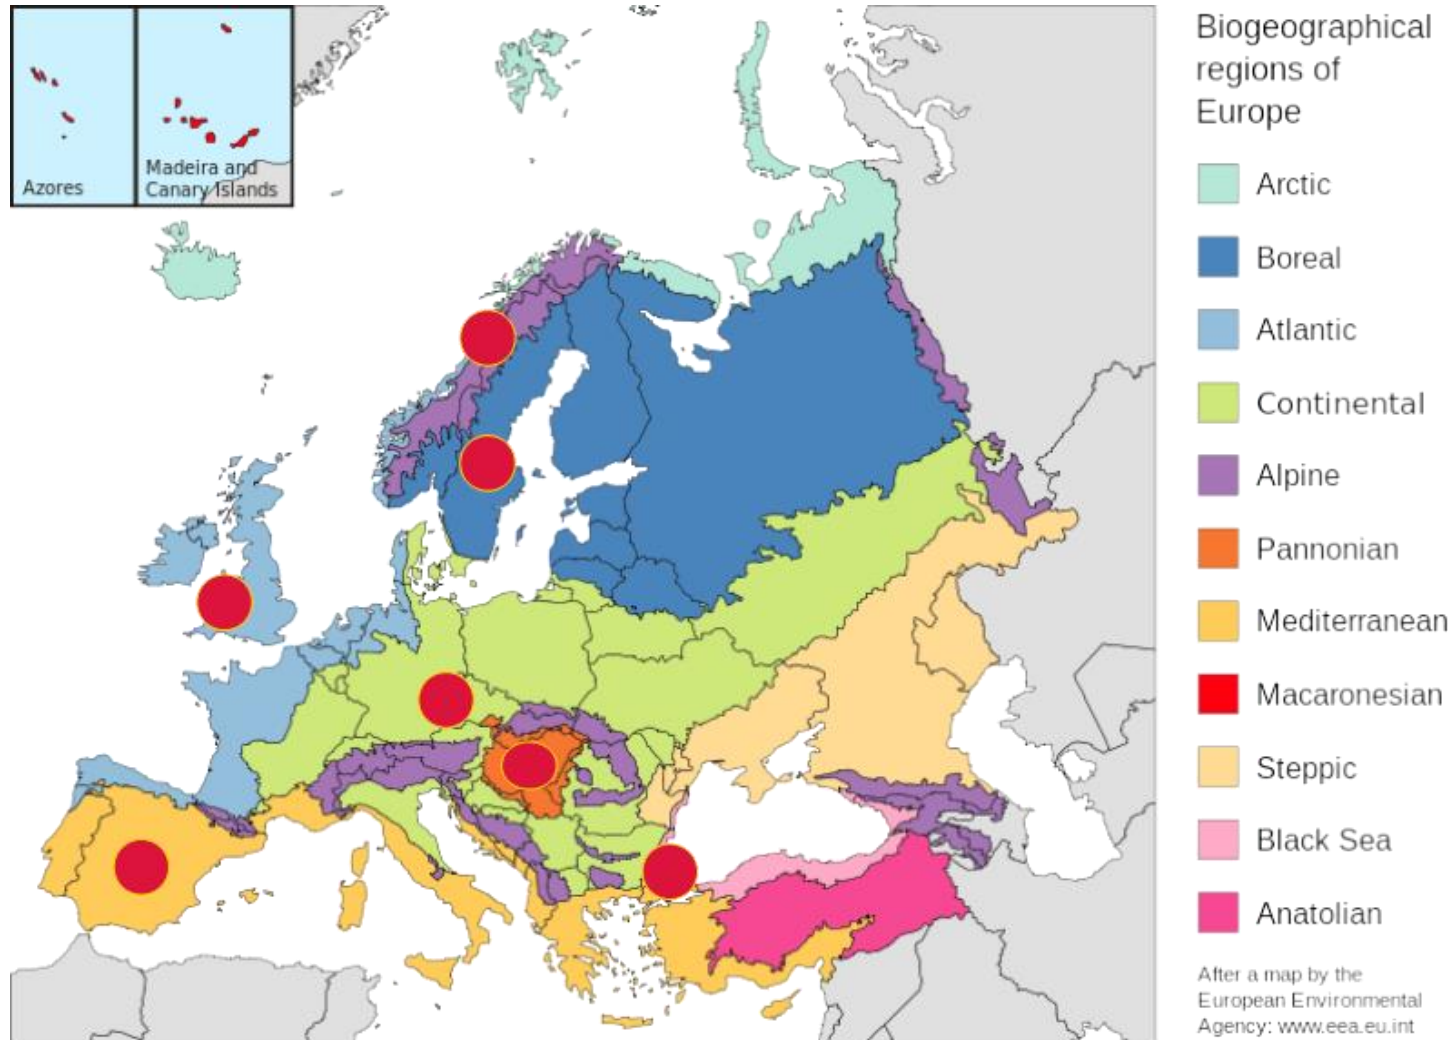 Azores
Madeira and
Canary Islands
Biogeographical
regions of
Europe
Arctic
Boreal
Atlantic
Continental
Alpine
Pannonian
Mediterranean
Macaronesian
Steppic
Black Sea
Anatolian
After a map by the
European Environmental
Agency: www.eea.eu.int